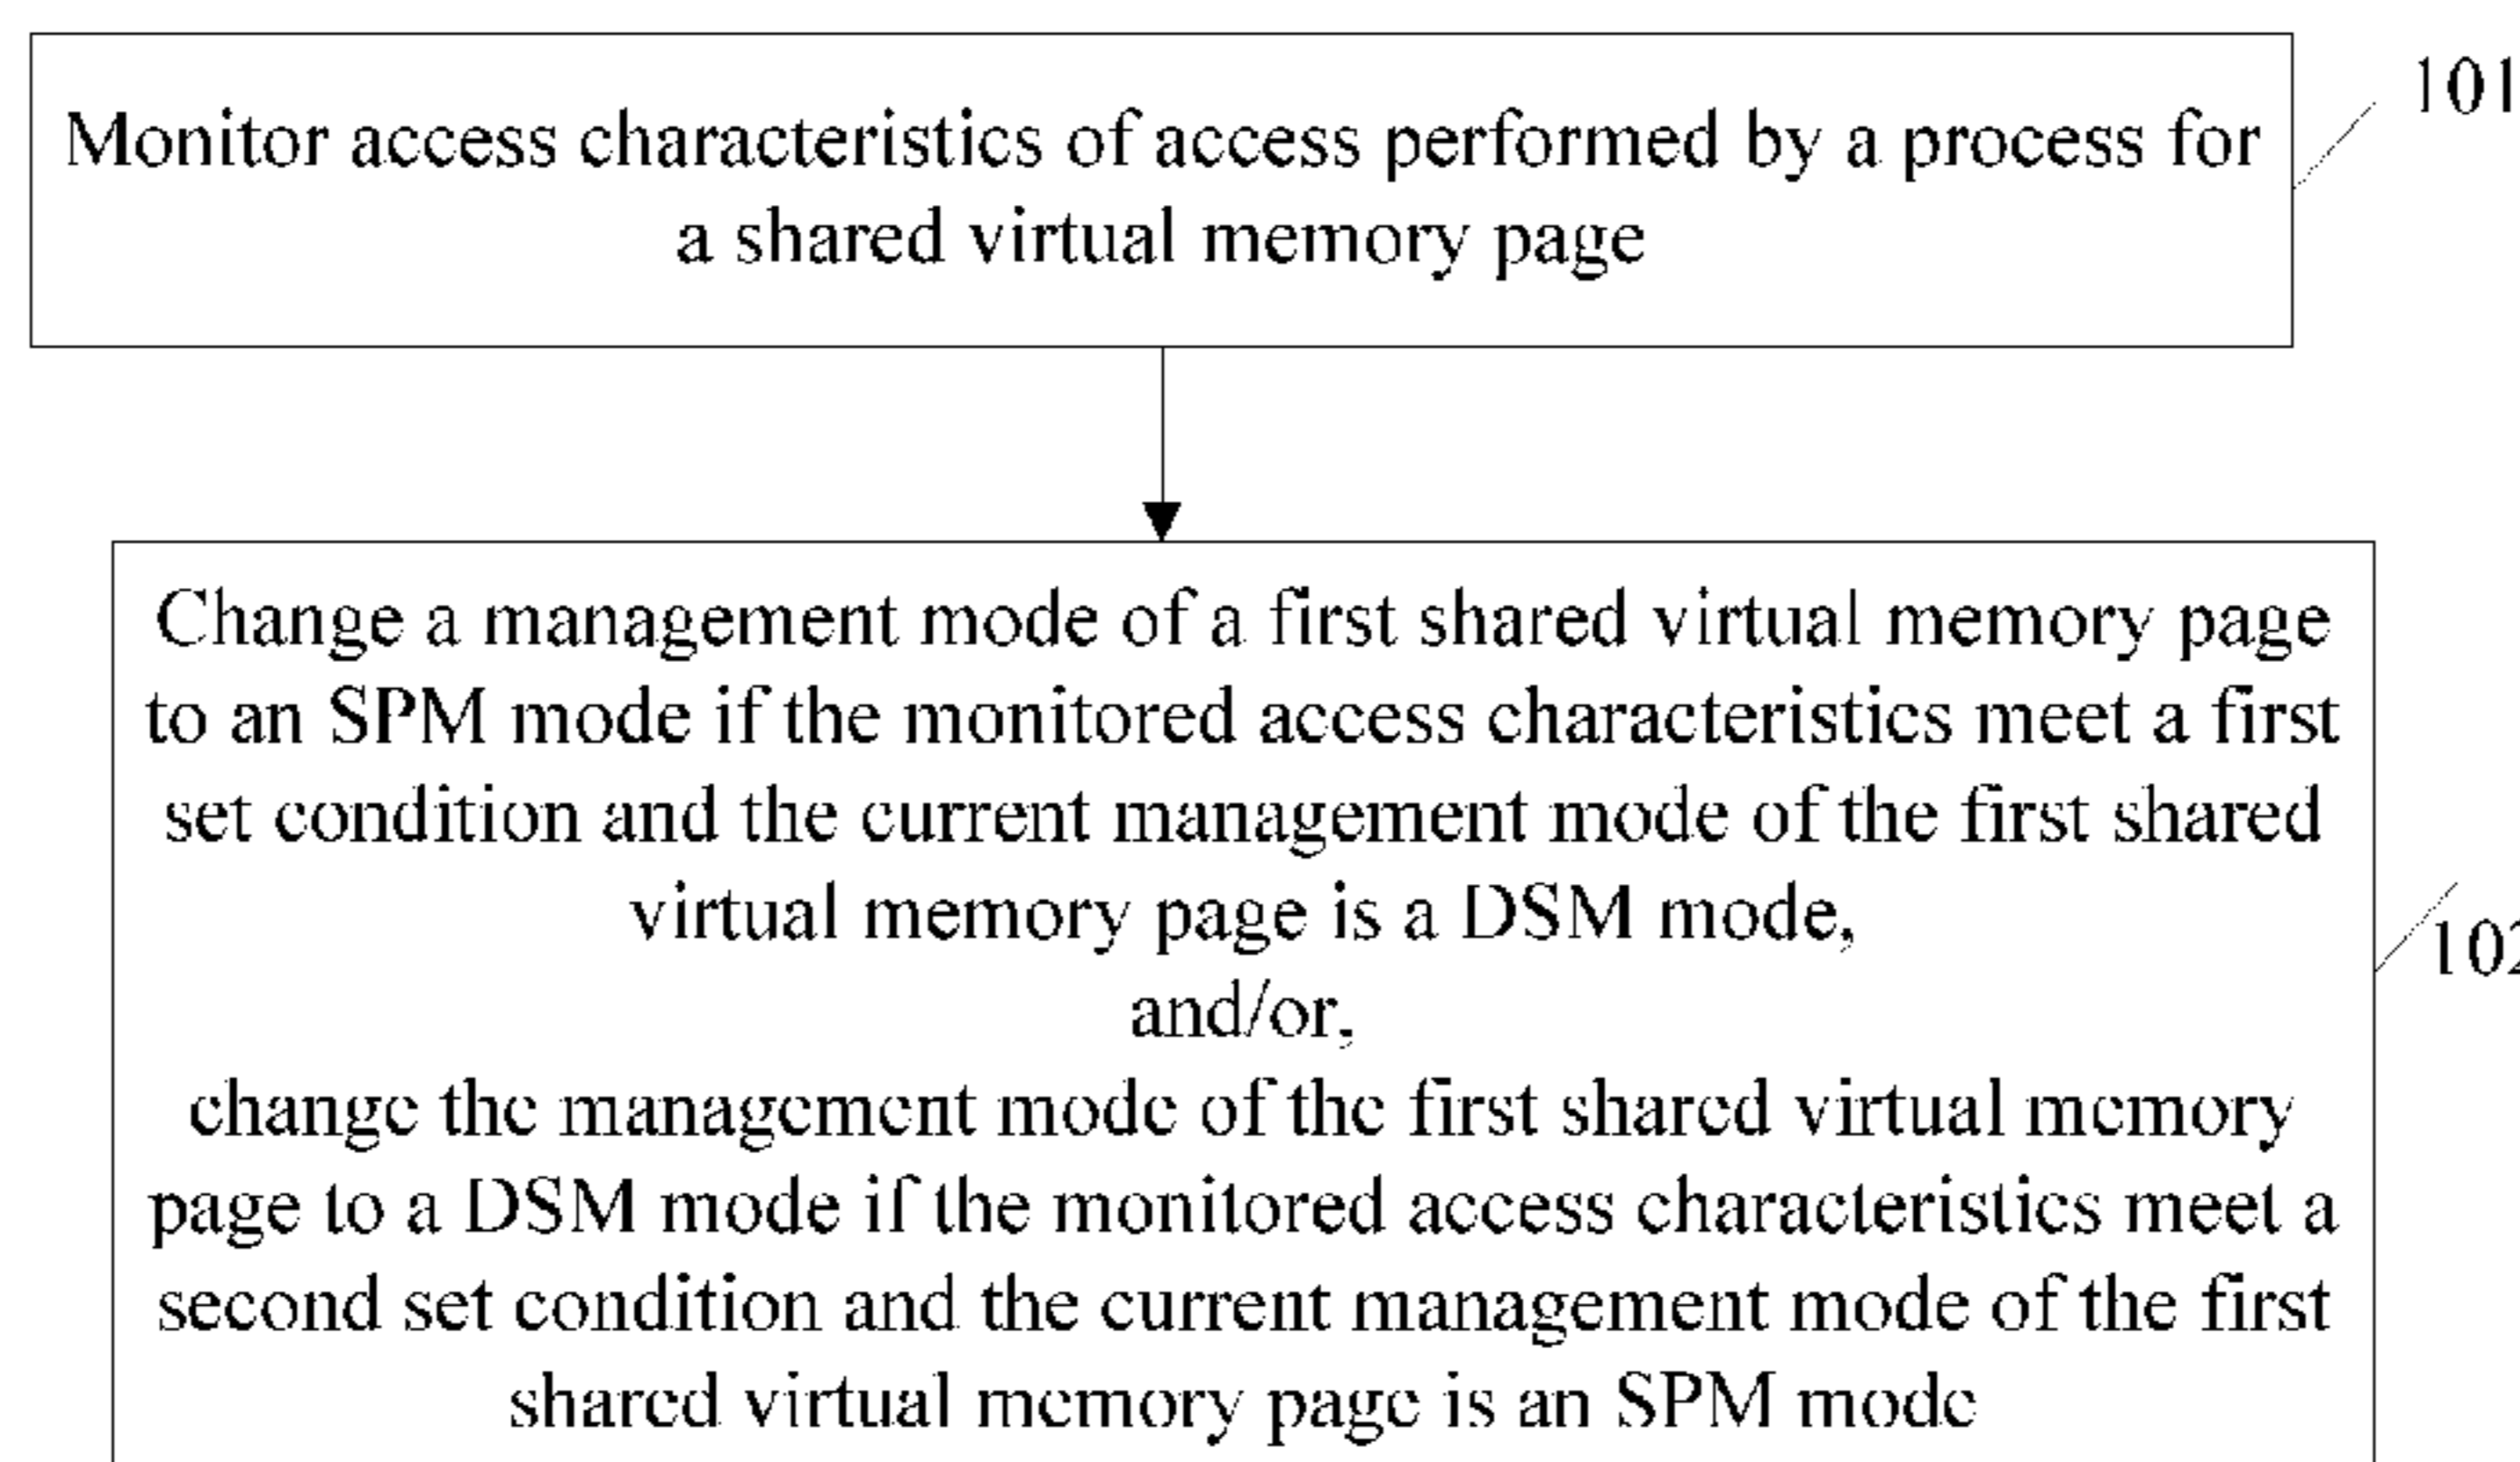 Monitor access characteristics of access performed by a process for
a shared virtual memory page
101
Change a management mode of a first shared virtual memory page
to an SPM mode if the monitored access characteristics meet a first
set condition and the current management mode of the first shared
virtual memory page is a DSM mode,
and/or,
change the management mode of the first shared virtual memory
page to a DSM mode if the monitored access characteristics meet a
second set condition and the current management mode of the first
shared virtual memory page is an SPM mode
102